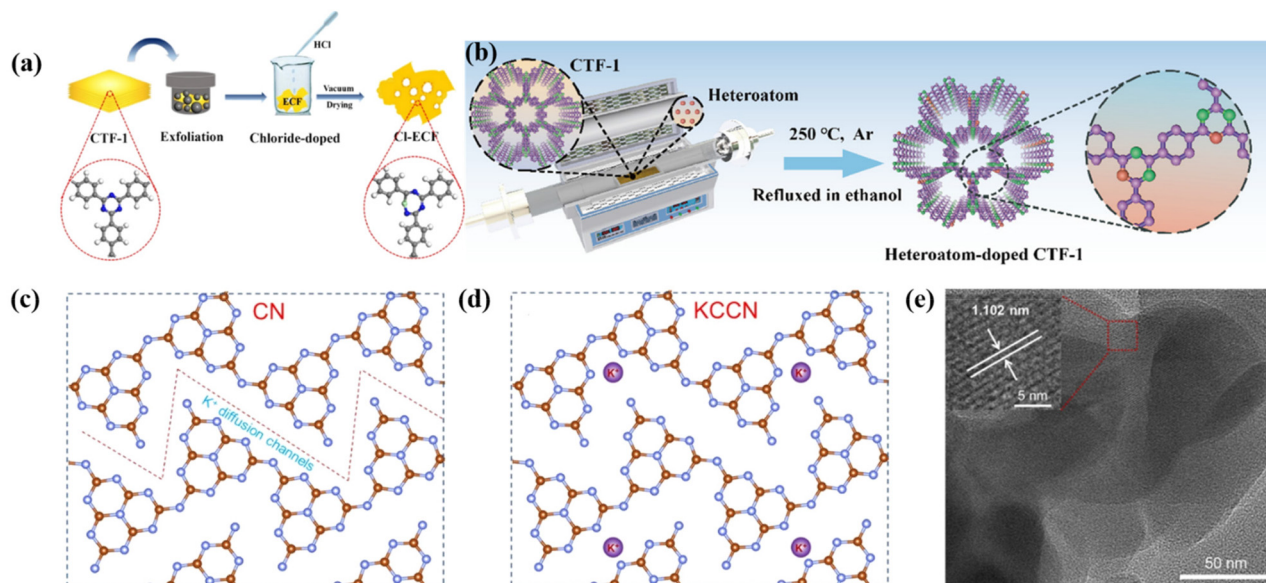 (a)
HCl
ECF
Vacuum
Drying
CTF-1
Exfoliation
Chloride-doped
Cl-ECF
(b)
CTF-1
Heteroatom
250 °C, Ar
Refluxed in ethanol
Heteroatom-doped CTF-1
(c)
CN
K⁺ diffusion channels
(d)
KCCN
K⁺
K⁺
K⁺
K⁺
(e)
1.102 nm
5 nm
50 nm